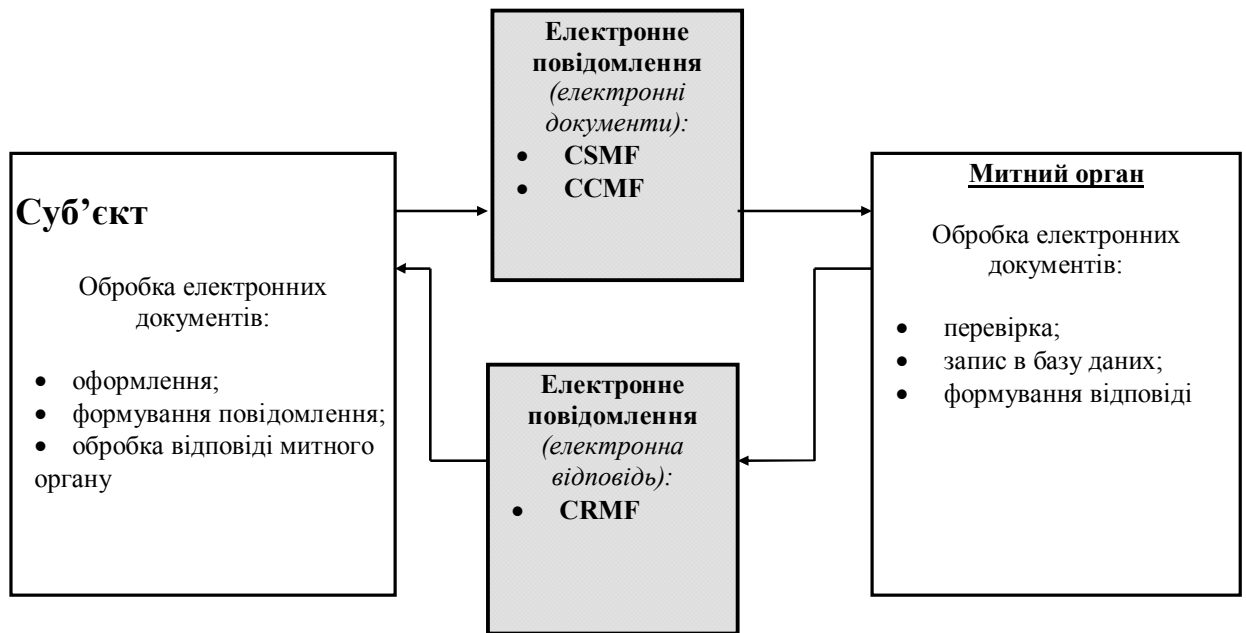 Суб’єкт
Обробка електронних
документів:
• оформлення;
• формування повідомлення;
• обробка відповіді митного
органу
Електронне
повідомлення
(електронні
документи):
• CSMF
• CCMF
Електронне
повідомлення
(електронна
відповідь):
• CRMF
Митний орган
Обробка електронних
документів:
• перевірка;
• запис в базу даних;
• формування відповіді